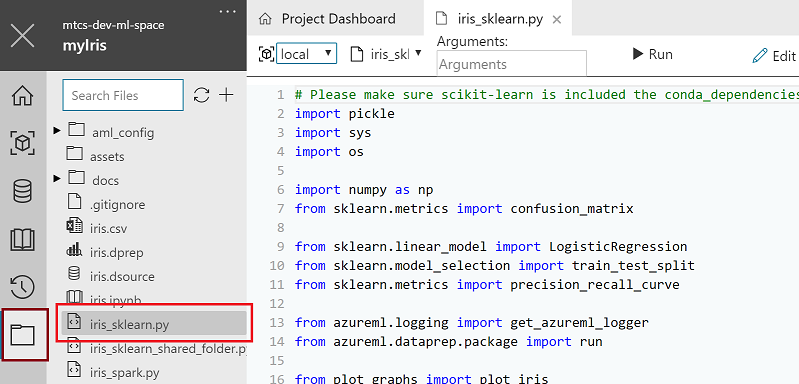 ...
mtcs-dev-ml-space
myIris
Search Files
aml_config
assets
docs
.gitignore
iris.csv
iris.dprep
iris.dsource
iris.ipynb
iris_sklearn.py
iris_sklearn_shared_folder.p
iris_spark.py
Project Dashboard
iris_sklearn.py
local
iris_skl
Arguments:
Arguments
Run
Edit
1 # Please make sure scikit-learn is included the conda_dependencies
2 import pickle
3 import sys
4 import os
5
6 import numpy as np
7 from sklearn.metrics import confusion_matrix
8
9 from sklearn.linear_model import LogisticRegression
10 from sklearn.model_selection import train_test_split
11 from sklearn.metrics import precision_recall_curve
12
13 from azureml.logging import get_azureml_logger
14 from azureml.dataprep.package import run
15
16 from plot_graphs import plot_iris